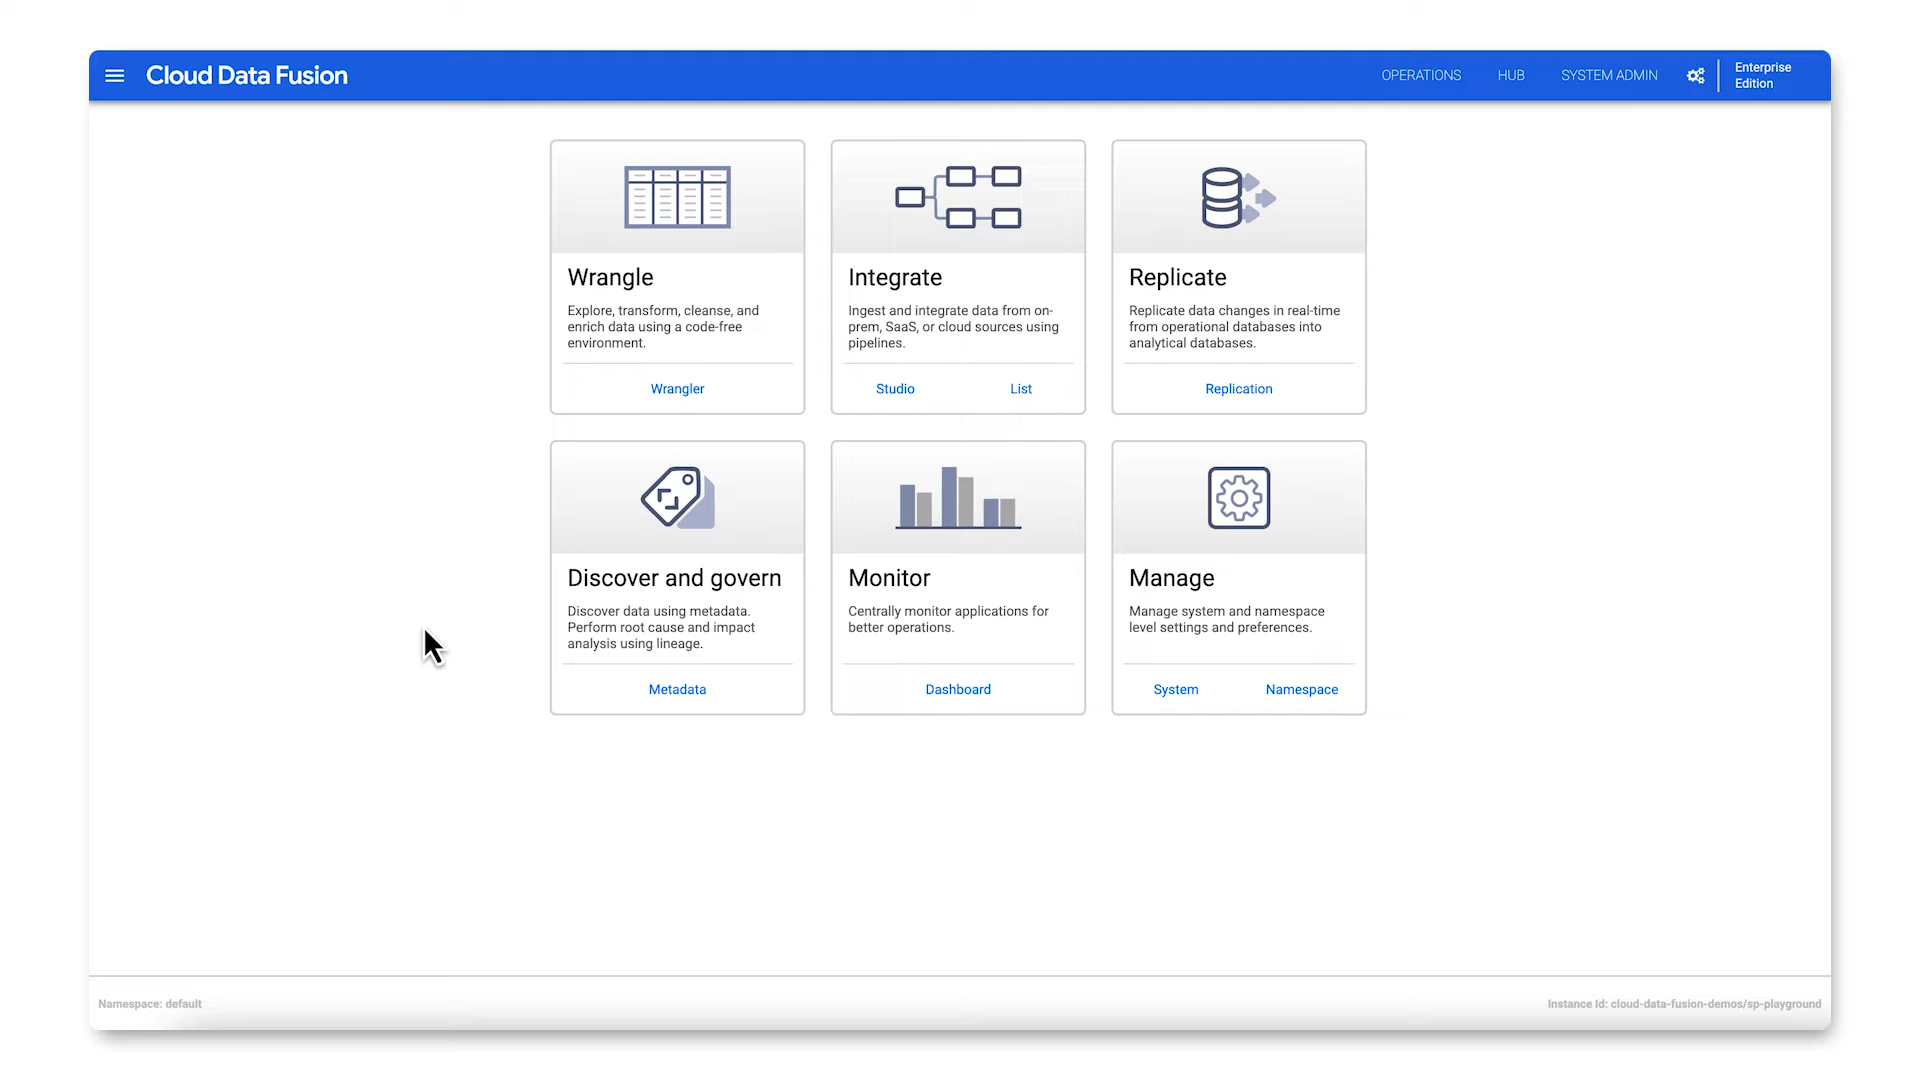 Cloud Data Fusion
OPERATIONS
HUB
SYSTEM ADMIN
Enterprise
Edition
Wrangle
Explore, transform, cleanse, and
enrich data using a code-free
environment.
Wrangler
Integrate
Ingest and integrate data from on-
prem, SaaS, or cloud sources using
pipelines.
Studio
List
Replicate
Replicate data changes in real-time
from operational databases into
analytical databases.
Replication
Discover and govern
Discover data using metadata.
Perform root cause and impact
analysis using lineage.
Metadata
Monitor
Centrally monitor applications for
better operations.
Dashboard
Manage
Manage system and namespace
level settings and preferences.
System
Namespace
Namespace: default
Instance Id: cloud-data-fusion-demos/sp-playground